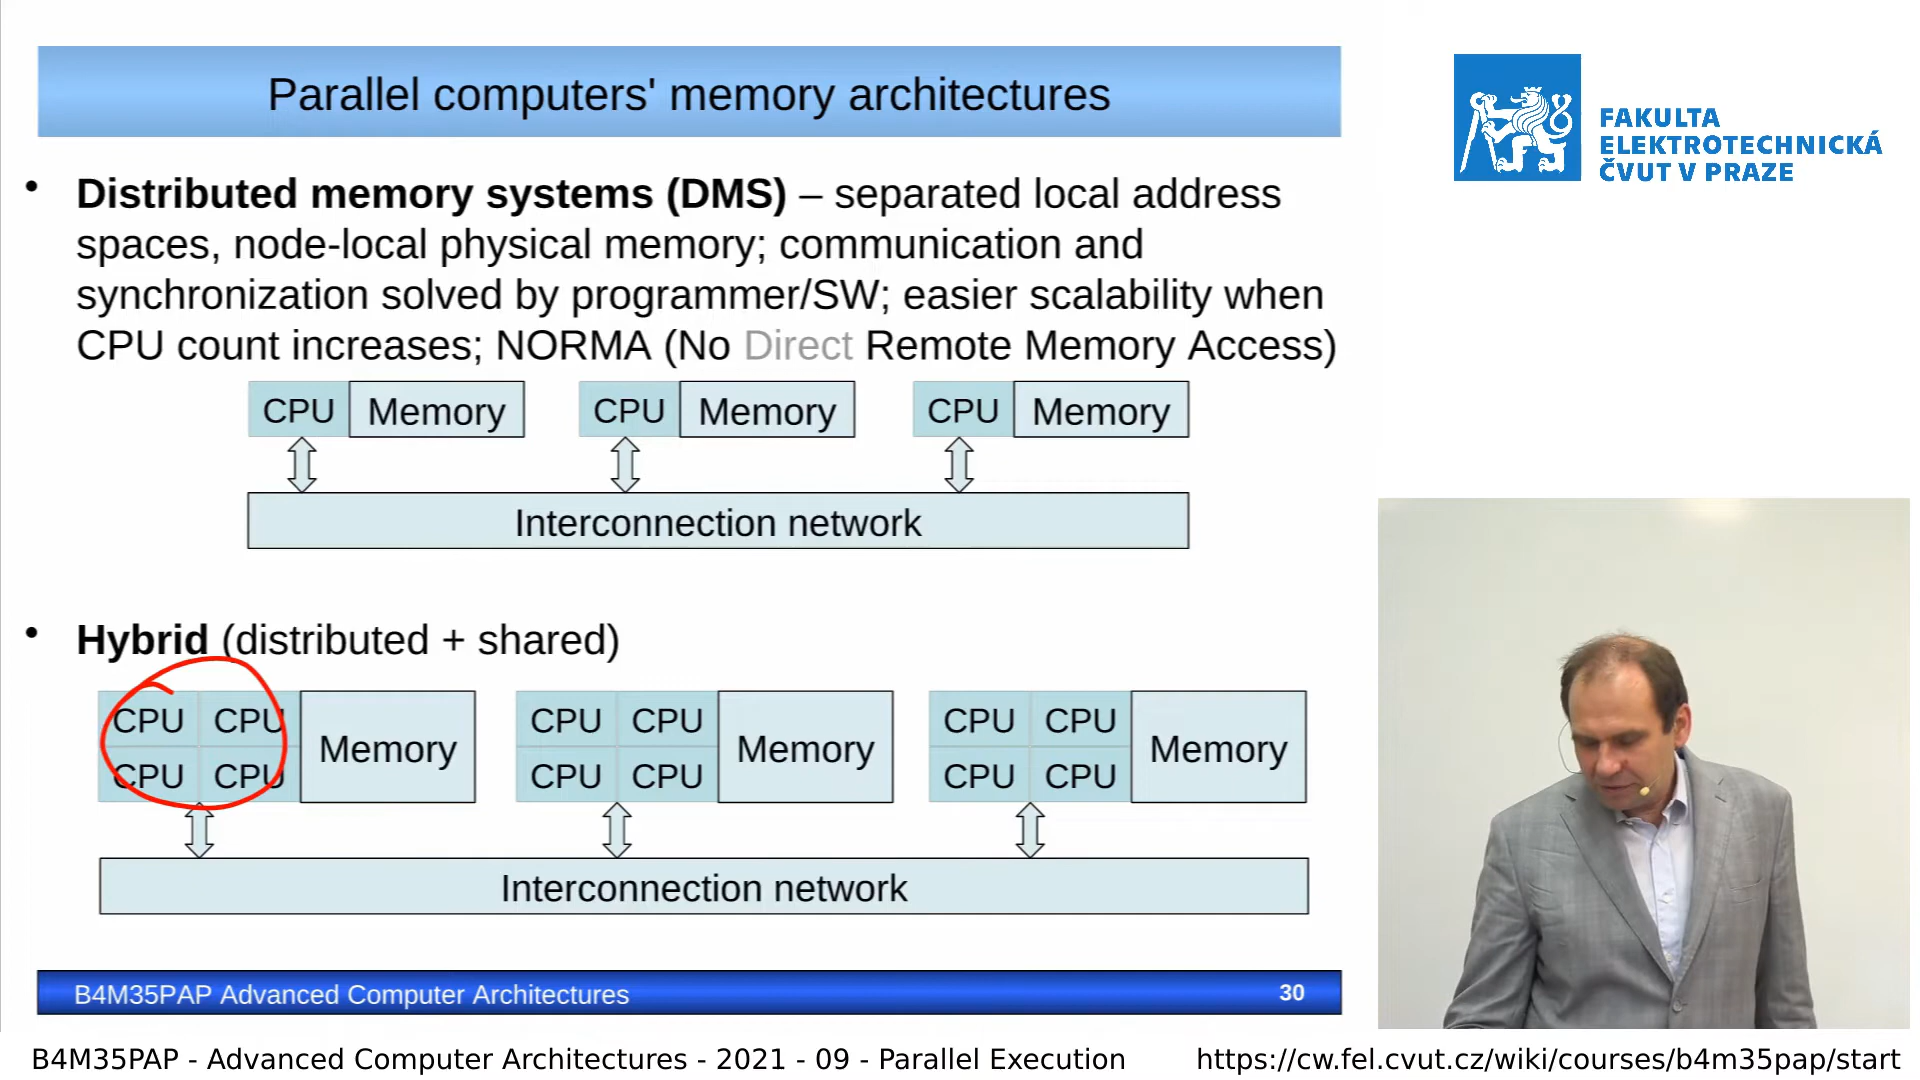 Parallel computers' memory architectures
FAKULTA
ELEKTROTECHNICKÁ
ČVUT V PRAZE
• Distributed memory systems (DMS) – separated local address
spaces, node-local physical memory; communication and
synchronization solved by programmer/SW; easier scalability when
CPU count increases; NORMA (No Direct Remote Memory Access)
CPU Memory CPU Memory CPU Memory
Interconnection network
• Hybrid (distributed + shared)
CPU CPU CPU CPU CPU CPU
Memory Memory Memory
CPU CPU CPU CPU CPU CPU
Interconnection network
B4M35PAP Advanced Computer Architectures 30
B4M35PAP - Advanced Computer Architectures - 2021 - 09 - Parallel Execution https://cw.fel.cvut.cz/wiki/courses/b4m35pap/start